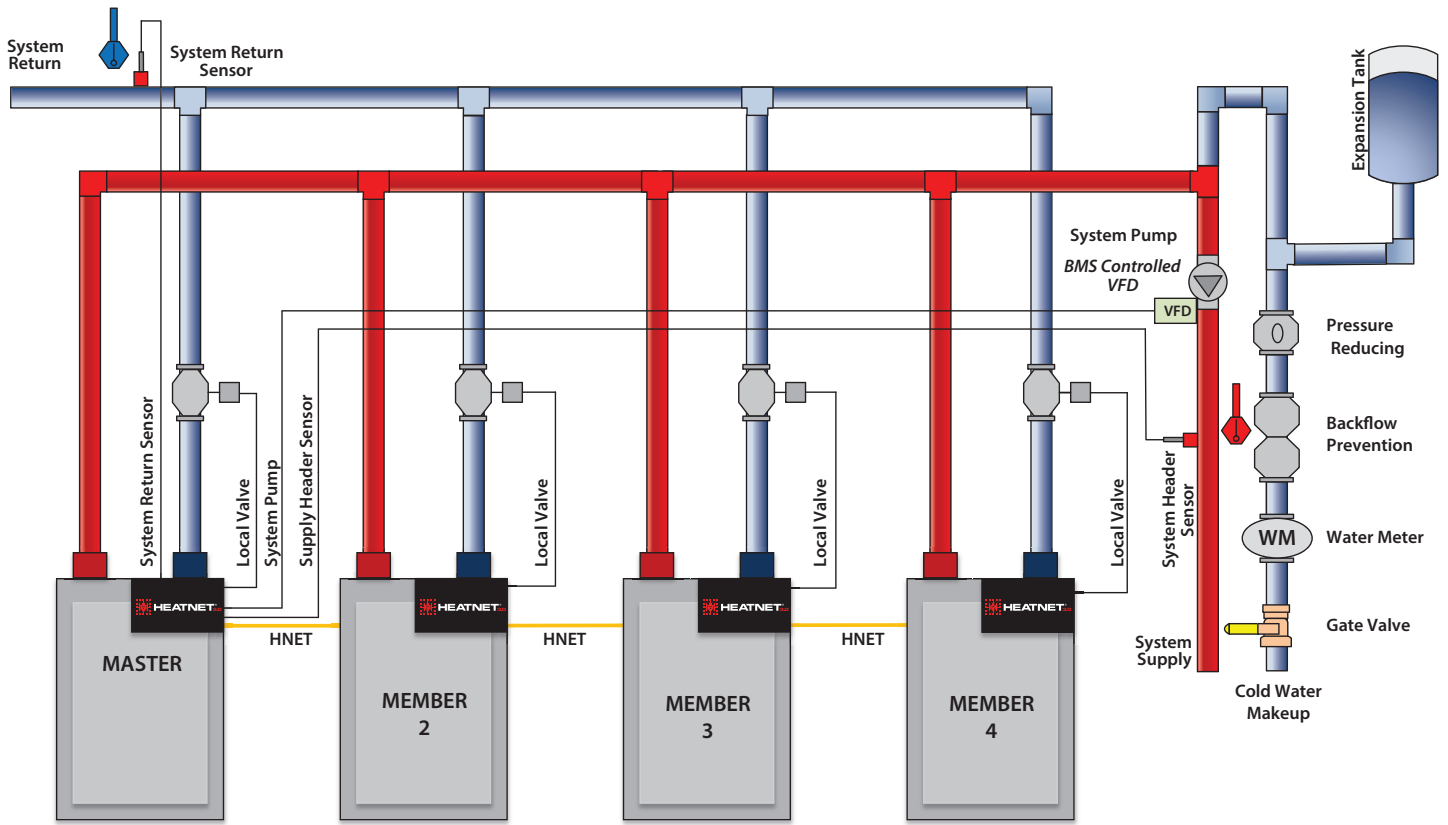 System
Return
System Return
Sensor
Expansion Tank
System Pump
BMS Controlled
VFD
VFD
Pressure
Reducing
Backflow
Prevention
Water Meter
WM
Gate Valve
Cold Water
Makeup
System Header
Sensor
System
Supply
System Return Sensor
Local Valve
System Pump
Supply Header Sensor
Local Valve
Local Valve
Local Valve
HEATNET
HEATNET
HEATNET
HEATNET
HNET
HNET
HNET
MASTER
MEMBER
2
MEMBER
3
MEMBER
4